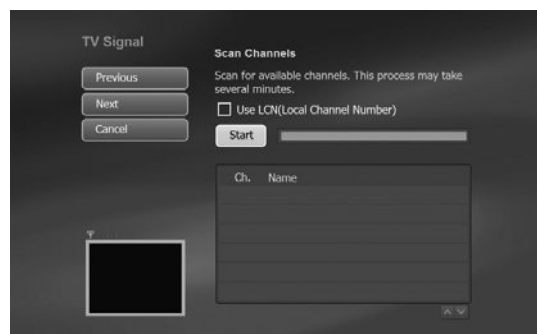 TV Signal
Previous
Next
Cancel
Scan Channels
Scan for available channels. This process may take
several minutes.
Use LCN(Local Channel Number)
Start
Ch. Name